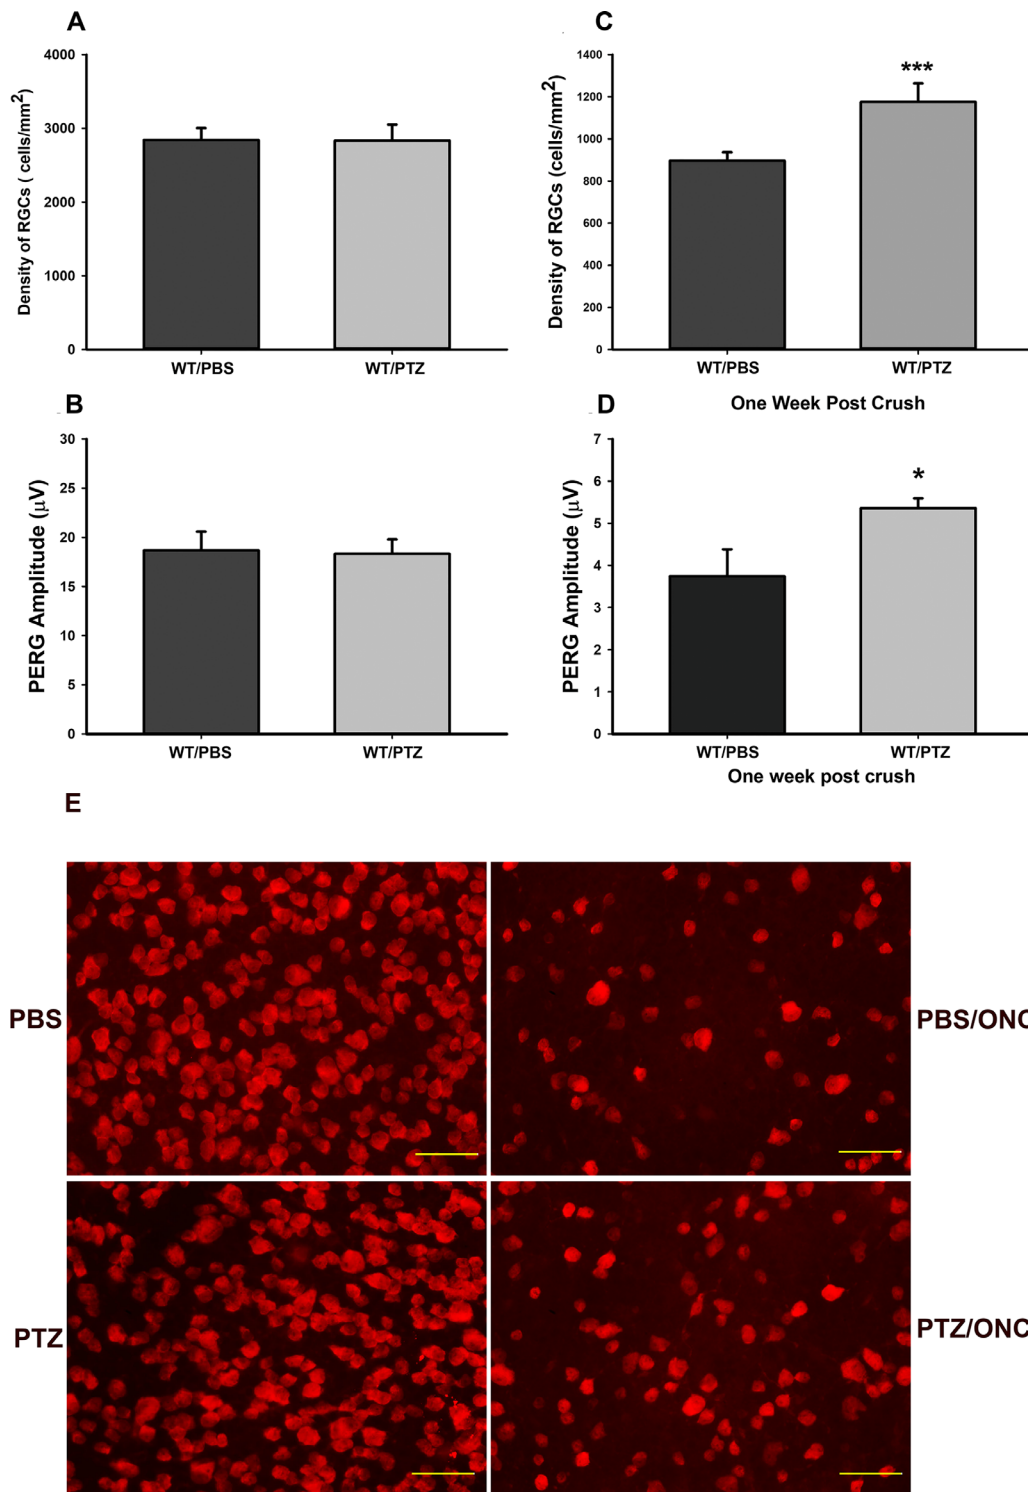 A
Density of RGCs ( cells/mm²)
4000
3000
2000
1000
0
WT/PBS
WT/PTZ
C
Density of RGCs (cells/mm²)
1400
1200
1000
800
600
400
200
0
***
WT/PBS
WT/PTZ
One Week Post Crush
B
PERG Amplitude (μV)
30
25
20
15
10
5
0
WT/PBS
WT/PTZ
D
PERG Amplitude (μV)
7
6
5
4
3
2
1
0
*
WT/PBS
WT/PTZ
One week post crush
E
PBS
PBS/ONC
PTZ
PTZ/ONC